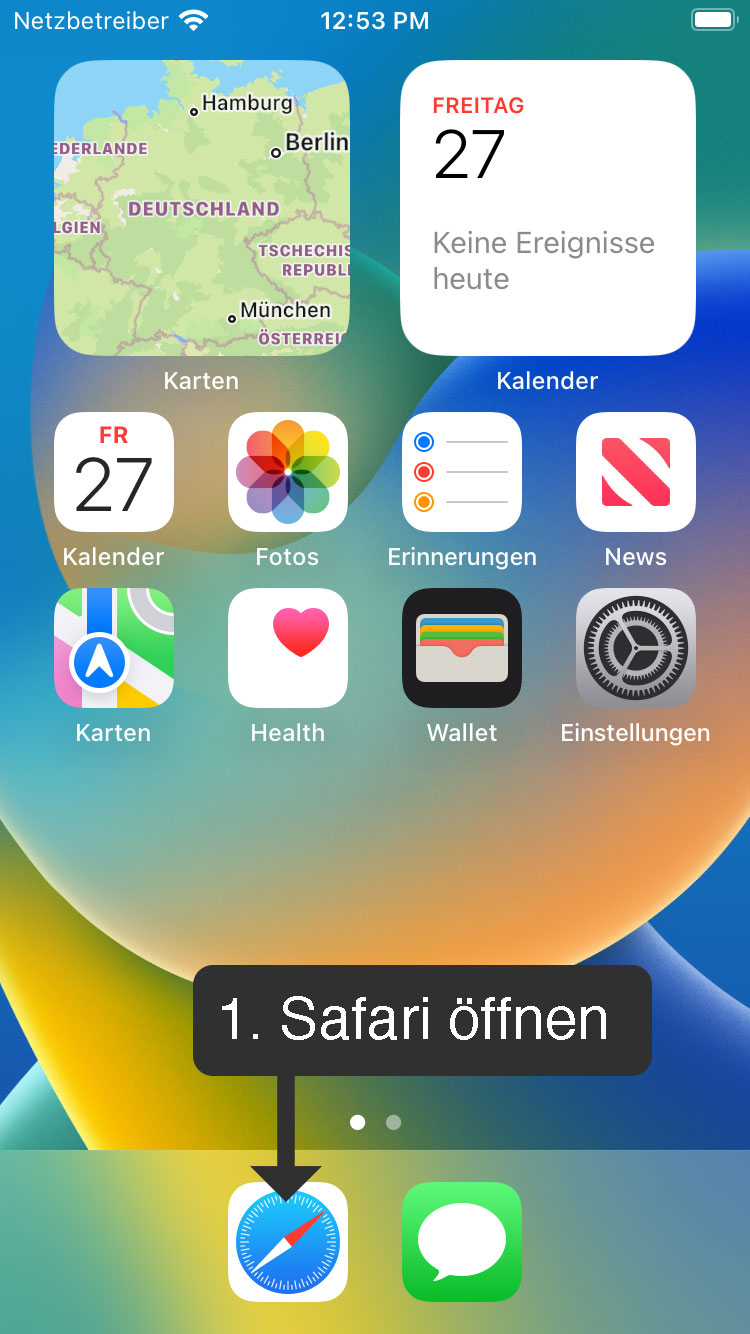 Netzbetreiber 12:53 PM
Hamburg
EDERLANDE
Berlin
DEUTSCHLAND
LGIEN
TSCHECHIS
REPUBLI
München
ÖSTERREIC
FREITAG
27
Keine Ereignisse
heute
Karten Kalender
FR
27
Kalender Fotos Erinnerungen News
Karten Health Wallet Einstellungen
1. Safari öffnen